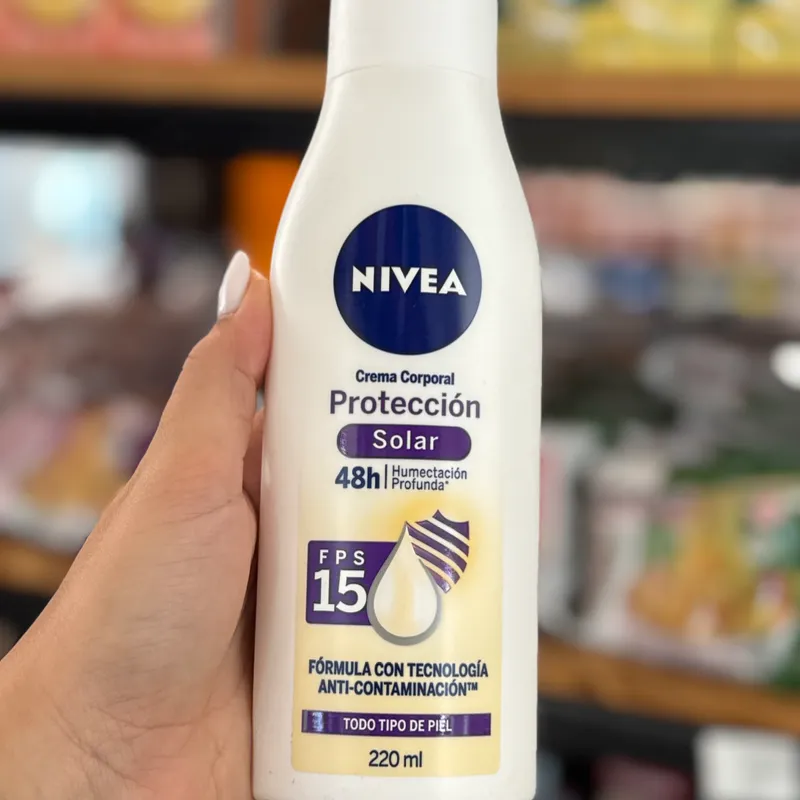 NIVEA
Crema Corporal
Protección
Solar
48h | Humectación
Profunda*
FPS
15
FÓRMULA CON TECNOLOGÍA
ANTI-CONTAMINACIÓN™
TODO TIPO DE PIEL
220 ml